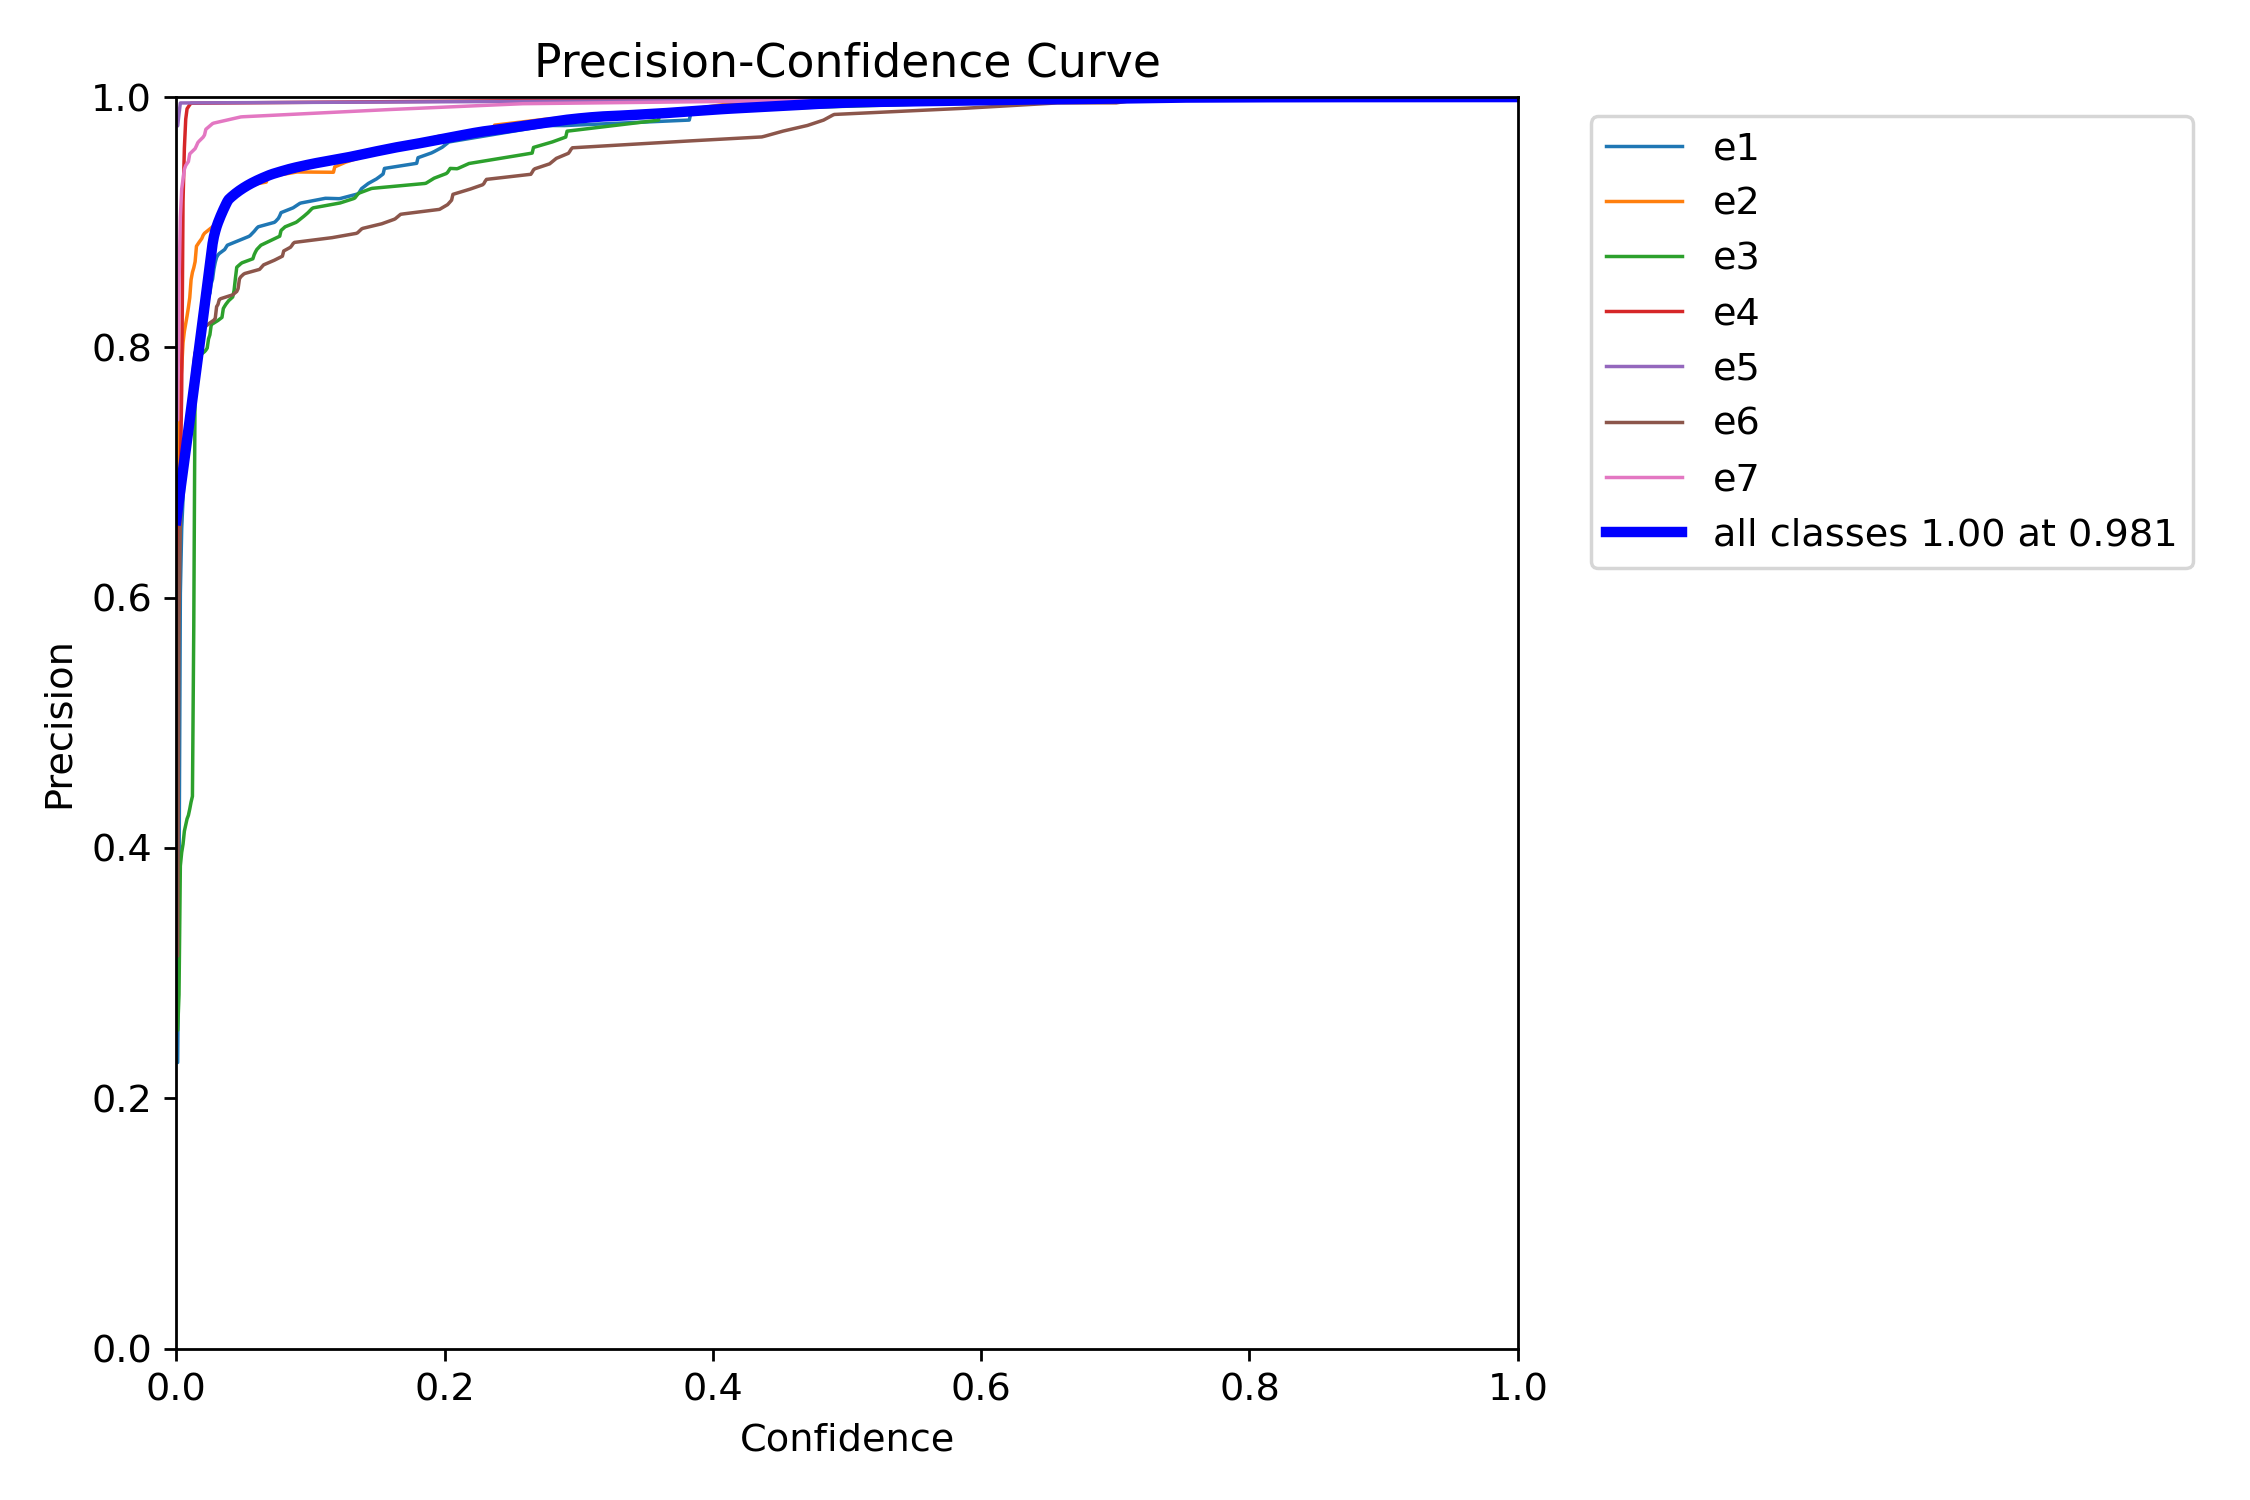 Precision-Confidence Curve
1.0
0.8
0.6
0.4
0.2
0.0
Precision
0.0 0.2 0.4 0.6 0.8 1.0
Confidence
e1
e2
e3
e4
e5
e6
e7
all classes 1.00 at 0.981